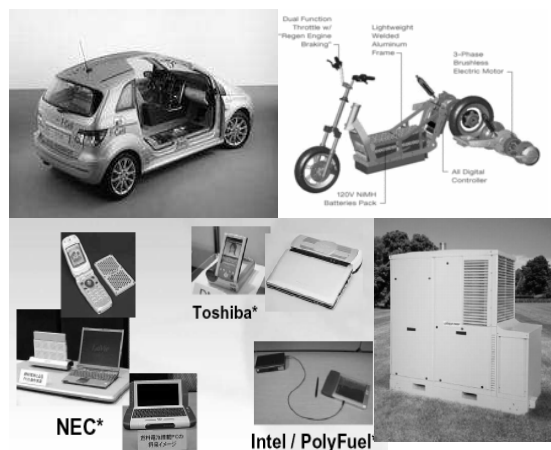 Dual Function
Throttle w/
"Regen Engine
Braking"
Lightweight
Welded
Aluminum
Frame
3-Phase
Brushless
Electric Motor
All Digital
Controller
120V NiMH
Batteries Pack
Toshiba*
NEC*
Intel / PolyFuel*